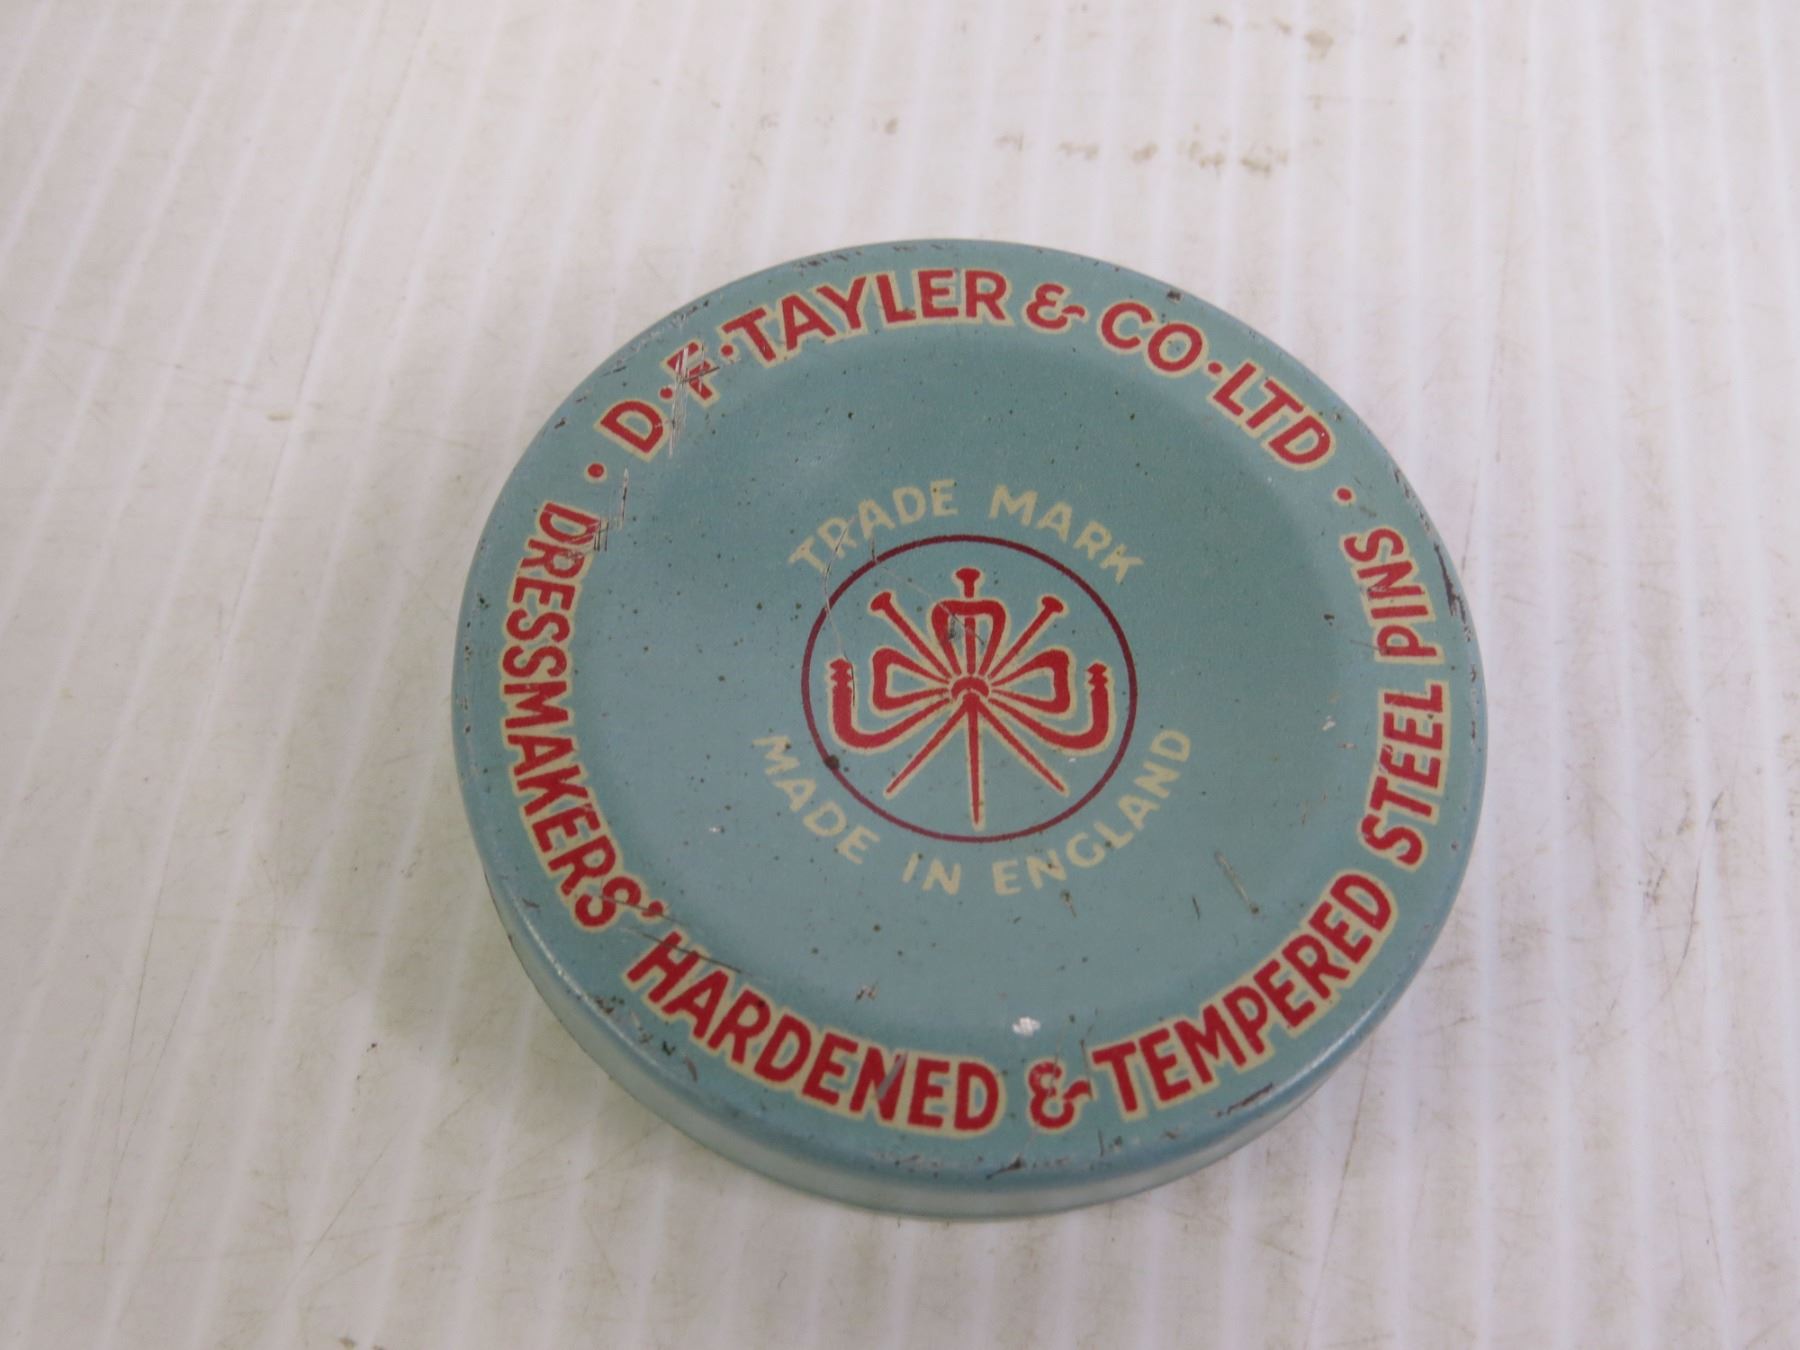 · D·F·TAYLER & CO·LTD ·
DRESSMAKERS' HARDENED & TEMPERED STEEL PINS
TRADE MARK
MADE IN ENGLAND